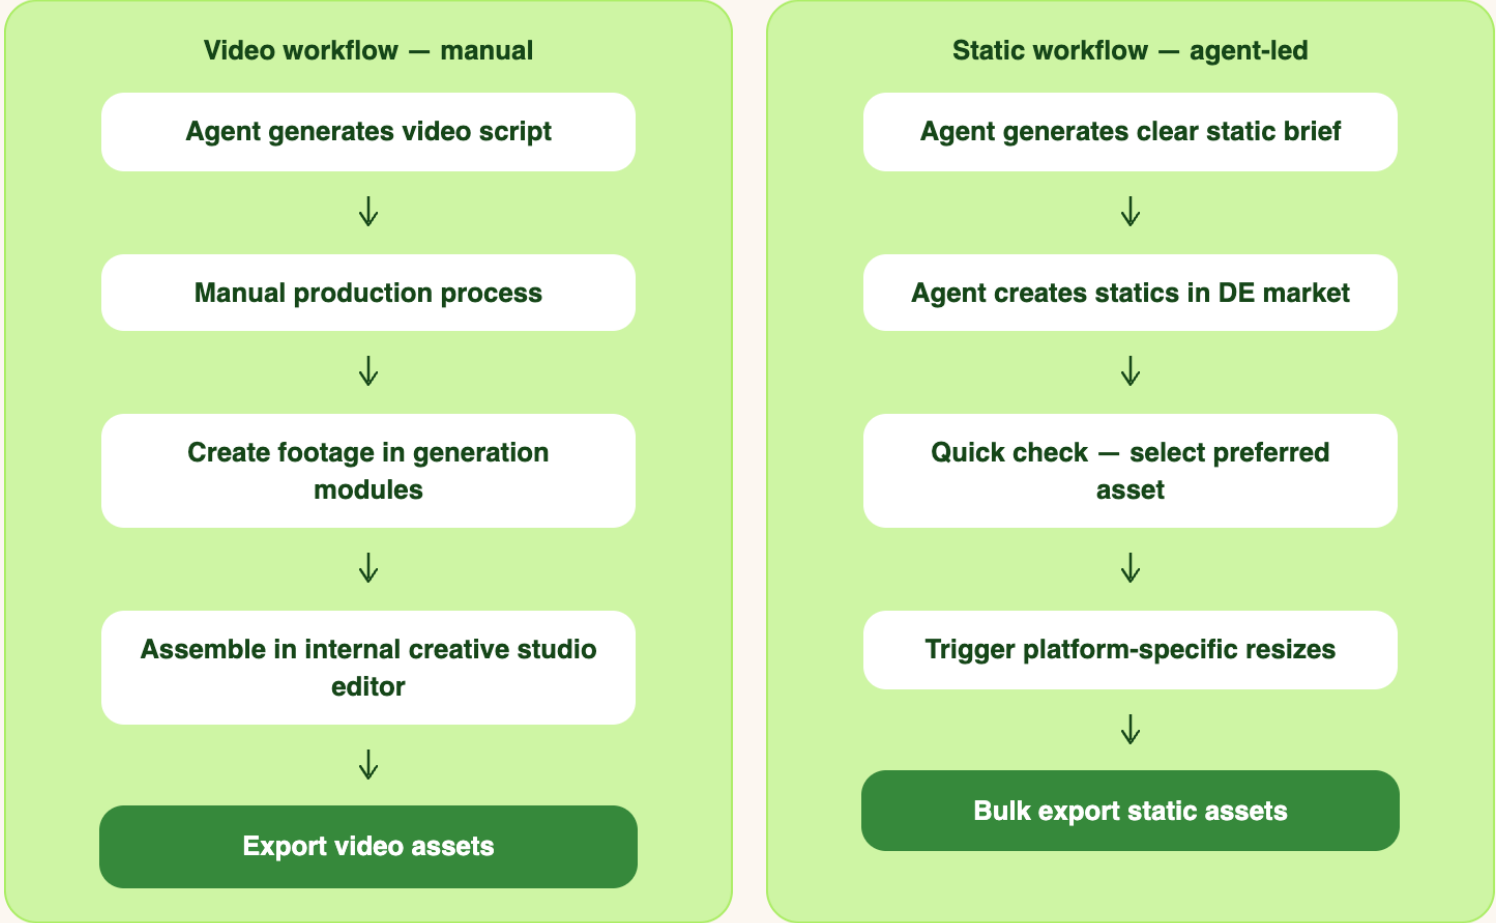 Video workflow — manual
Agent generates video script
Manual production process
Create footage in generation
modules
Assemble in internal creative studio
editor
Export video assets
Static workflow — agent-led
Agent generates clear static brief
Agent creates statics in DE market
Quick check — select preferred
asset
Trigger platform-specific resizes
Bulk export static assets